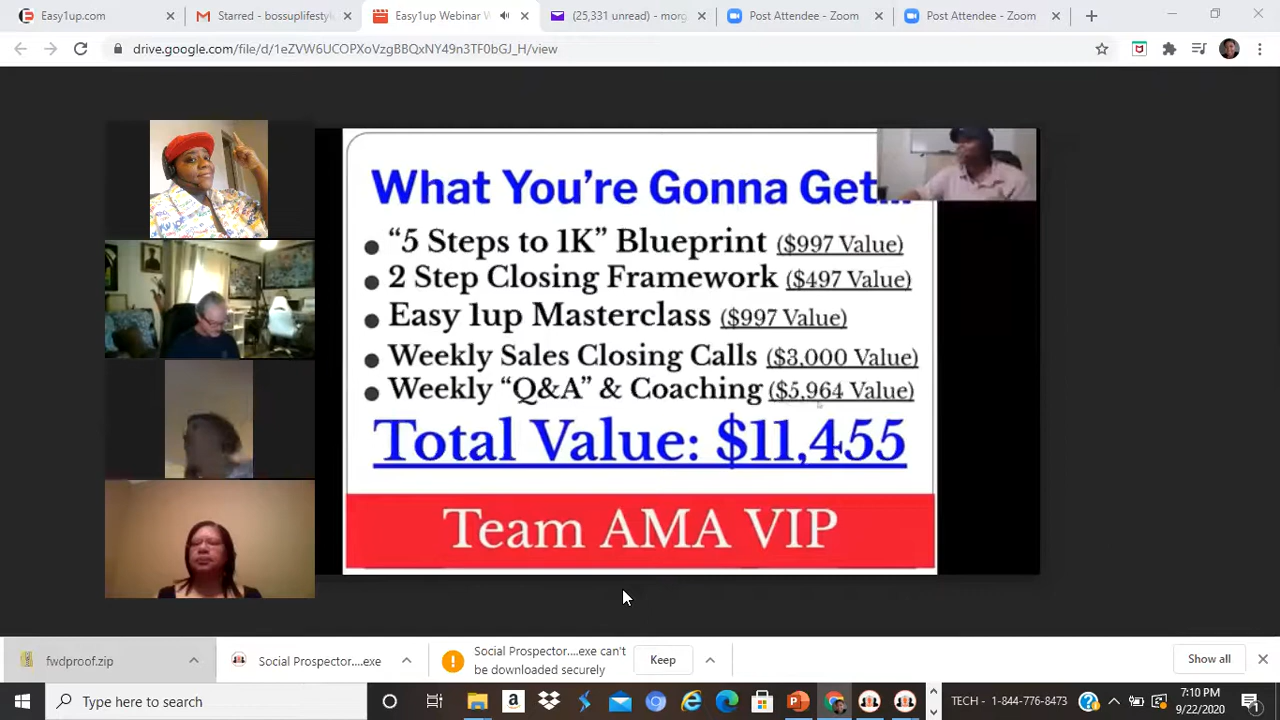 Easy1up.com
Starred - bossuplifesty
Easy1up Webinar W
(25,331 unread) - morg
Post Attendee - Zoom
Post Attendee - Zoom
drive.google.com/file/d/1eZVW6UCOPXoVzgBBQxNY49n3TF0bGJ_H/view
What You're Gonna Get...
“5 Steps to 1K” Blueprint ($997 Value)
2 Step Closing Framework ($497 Value)
Easy 1up Masterclass ($997 Value)
Weekly Sales Closing Calls ($3,000 Value)
Weekly “Q&A” & Coaching ($5,964 Value)
Total Value: $11,455
Team AMA VIP
fwdproof.zip
Social Prospector....exe
Social Prospector....exe can't
be downloaded securely
Keep
Show all
Type here to search
TECH - 1-844-776-8473
7:10 PM
9/22/2020